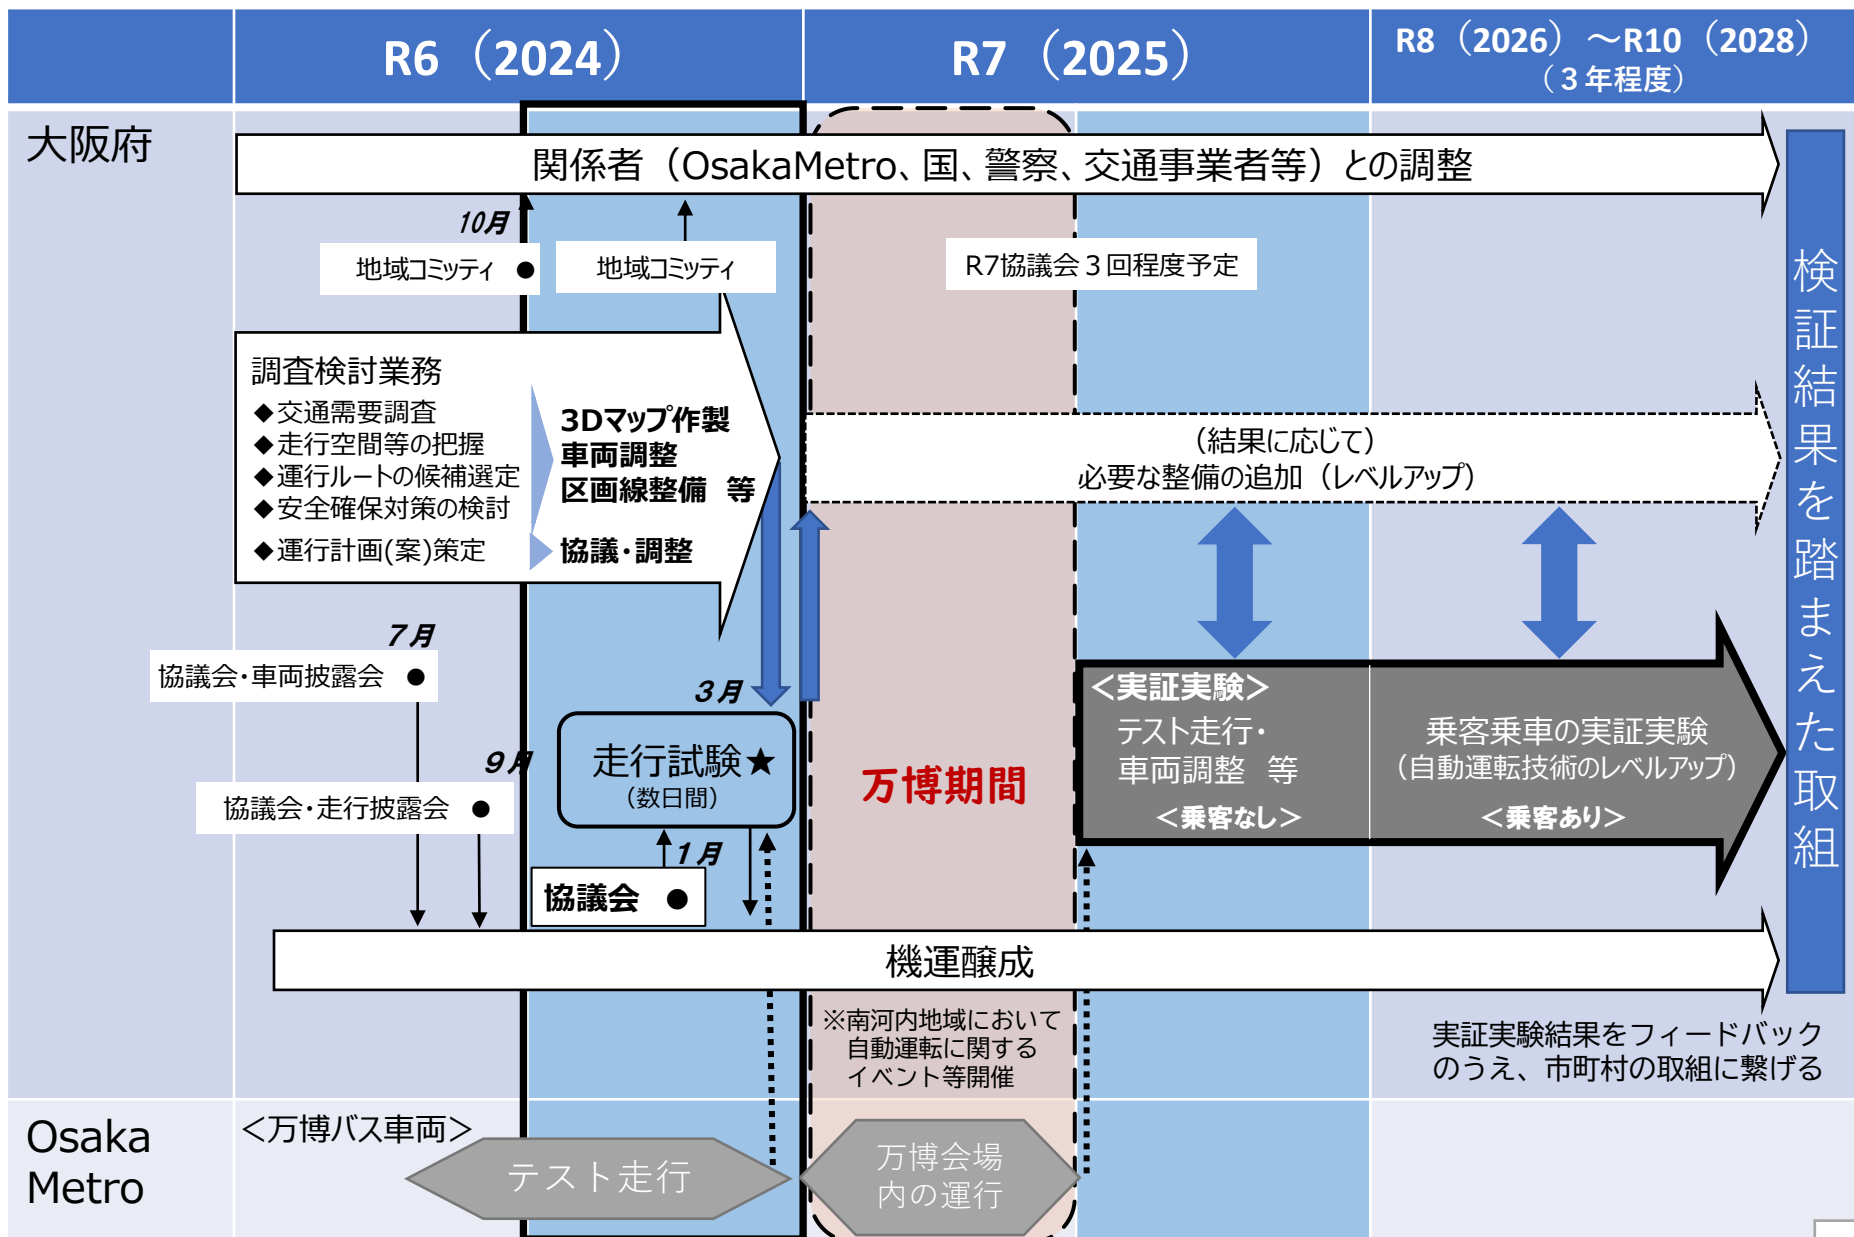 R6（2024）
R7（2025）
R8（2026）～R10（2028）
（３年程度）
大阪府
関係者（OsakaMetro、国、警察、交通事業者等）との調整
10月
地域コミッティ ●
地域コミッティ
R7協議会３回程度予定
調査検討業務
◆交通需要調査
◆走行空間等の把握
◆運行ルートの候補選定
◆安全確保対策の検討
◆運行計画(案)策定
3Dマップ作製
車両調整
区画線整備　等
協議・調整
（結果に応じて）
必要な整備の追加（レベルアップ）
７月
協議会・車両披露会 ●
９月
協議会・走行披露会 ●
３月
走行試験★
（数日間）
１月
協議会 ●
万博期間
＜実証実験＞
テスト走行・
車両調整　等
＜乗客なし＞
乗客乗車の実証実験
（自動運転技術のレベルアップ）
＜乗客あり＞
検証結果を踏まえた取組
機運醸成
※南河内地域において
自動運転に関する
イベント等開催
実証実験結果をフィードバック
のうえ、市町村の取組に繋げる
Osaka
Metro
＜万博バス車両＞
テスト走行
万博会場
内の運行